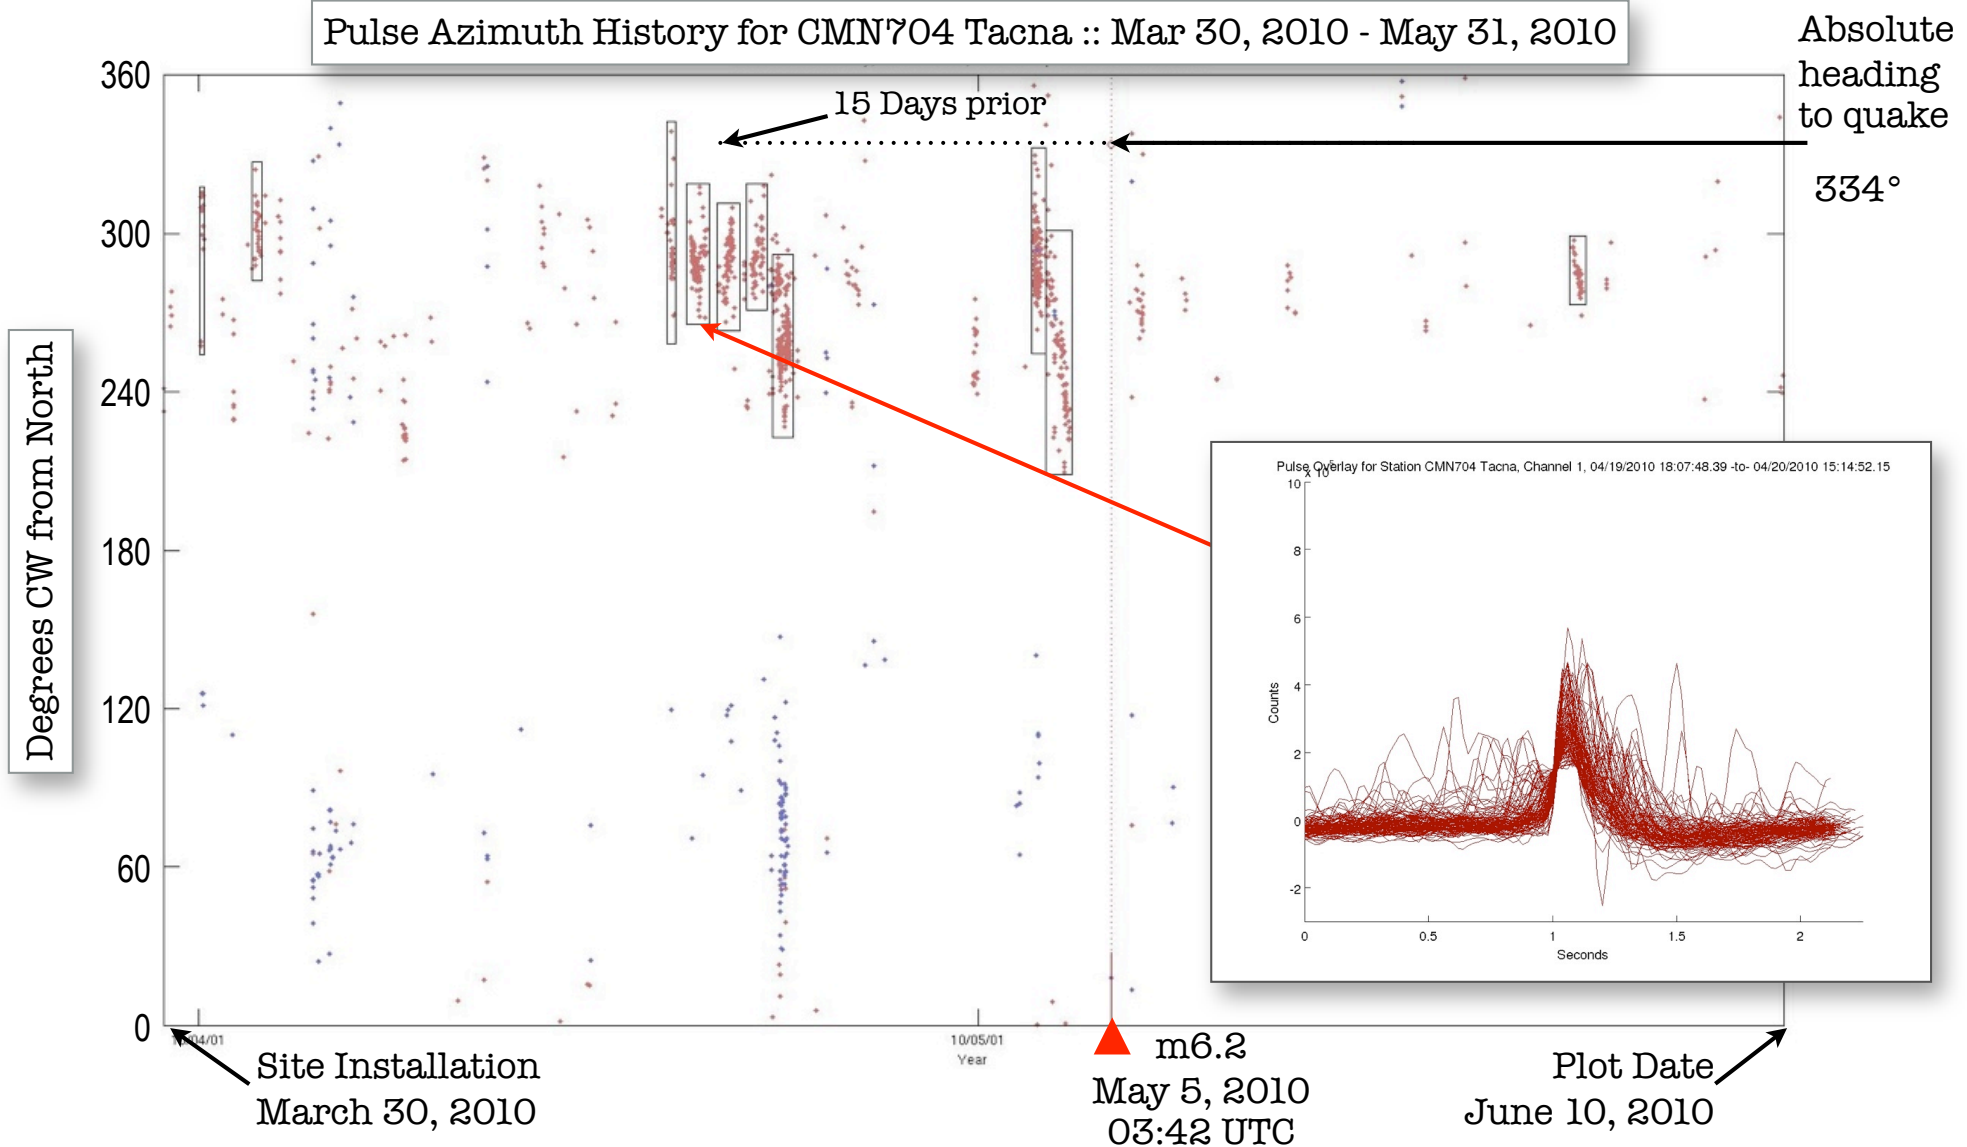 Pulse Azimuth History for CMN704 Tacna :: Mar 30, 2010 - May 31, 2010
Absolute
heading
to quake
334°
15 Days prior
360
300
240
180
120
60
0
Degrees CW from North
Pulse Overlay for Station CMN704 Tacna, Channel 1, 04/19/2010 18:07:48.39 -to- 04/20/2010 15:14:52.15
x 10
10
8
6
4
2
0
-2
Counts
0
0.5
1
1.5
2
Seconds
/04/01
10/05/01
Year
Site Installation
March 30, 2010
m6.2
May 5, 2010
03:42 UTC
Plot Date
June 10, 2010